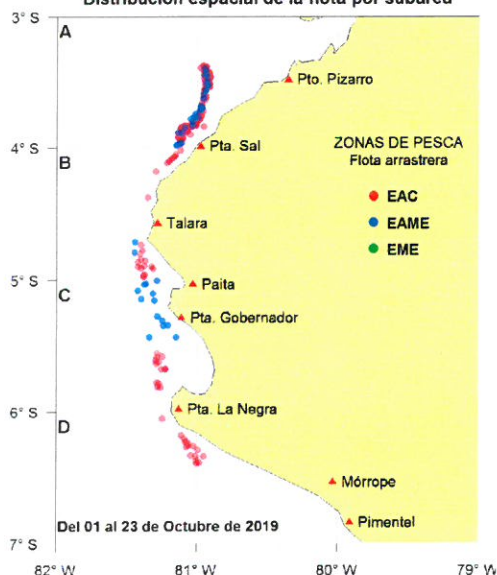 Distribución espacial de la flota por subárea
3° S
A
Pto. Pizarro
ZONAS DE PESCA
Flota arrastrera
4° S
Pta. Sal
B
EAC
Talara
EAME
EME
5° S
Paita
C
Pta. Gobernador
6° S
Pta. La Negra
D
Mórrope
Pimentel
Del 01 al 23 de Octubre de 2019
7° S
82° W
81° W
80° W
79° W